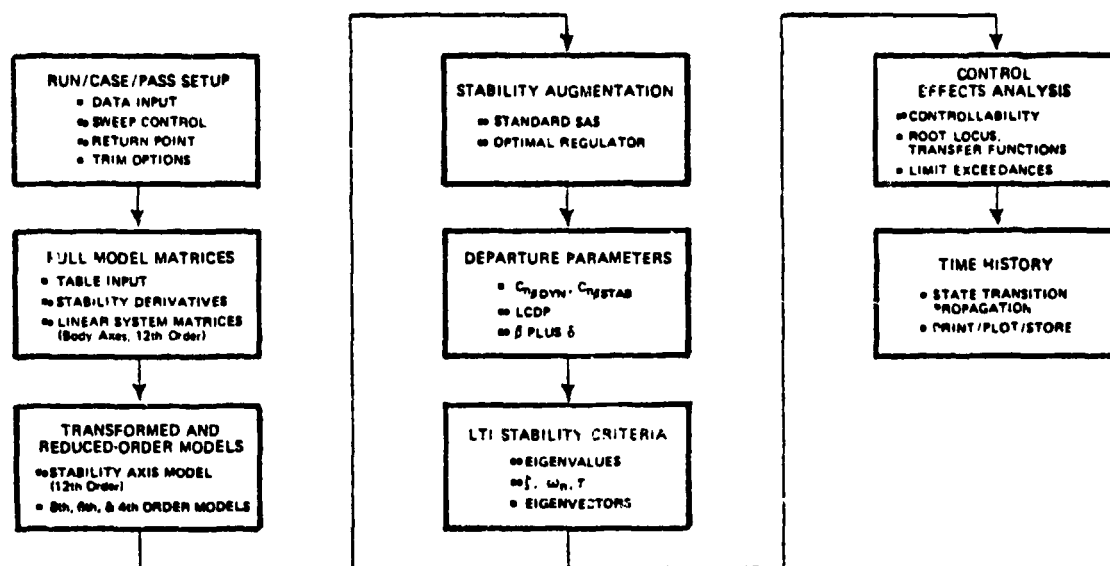 RUN/CASE/PASS SETUP
• DATA INPUT
• SWEEP CONTROL
• RETURN POINT
• TRIM OPTIONS
FULL MODEL MATRICES
• TABLE INPUT
• STABILITY DERIVATIVES
• LINEAR SYSTEM MATRICES
(Body Axes, 12th Order)
TRANSFORMED AND
REDUCED-ORDER MODELS
• STABILITY AXIS MODEL
(12th Order)
• 8th, 6th, & 4th ORDER MODELS
STABILITY AUGMENTATION
• STANDARD SAS
• OPTIMAL REGULATOR
DEPARTURE PARAMETERS
• CnβDYN, CnβSTAB
• LCDP
• β PLUS δ
LTI STABILITY CRITERIA
• EIGENVALUES
• ζ, ωn, τ
• EIGENVECTORS
CONTROL
EFFECTS ANALYSIS
• CONTROLLABILITY
• ROOT LOCUS,
TRANSFER FUNCTIONS
• LIMIT EXCEEDANCES
TIME HISTORY
• STATE TRANSITION
PROPAGATION
• PRINT/PLOT/STORE